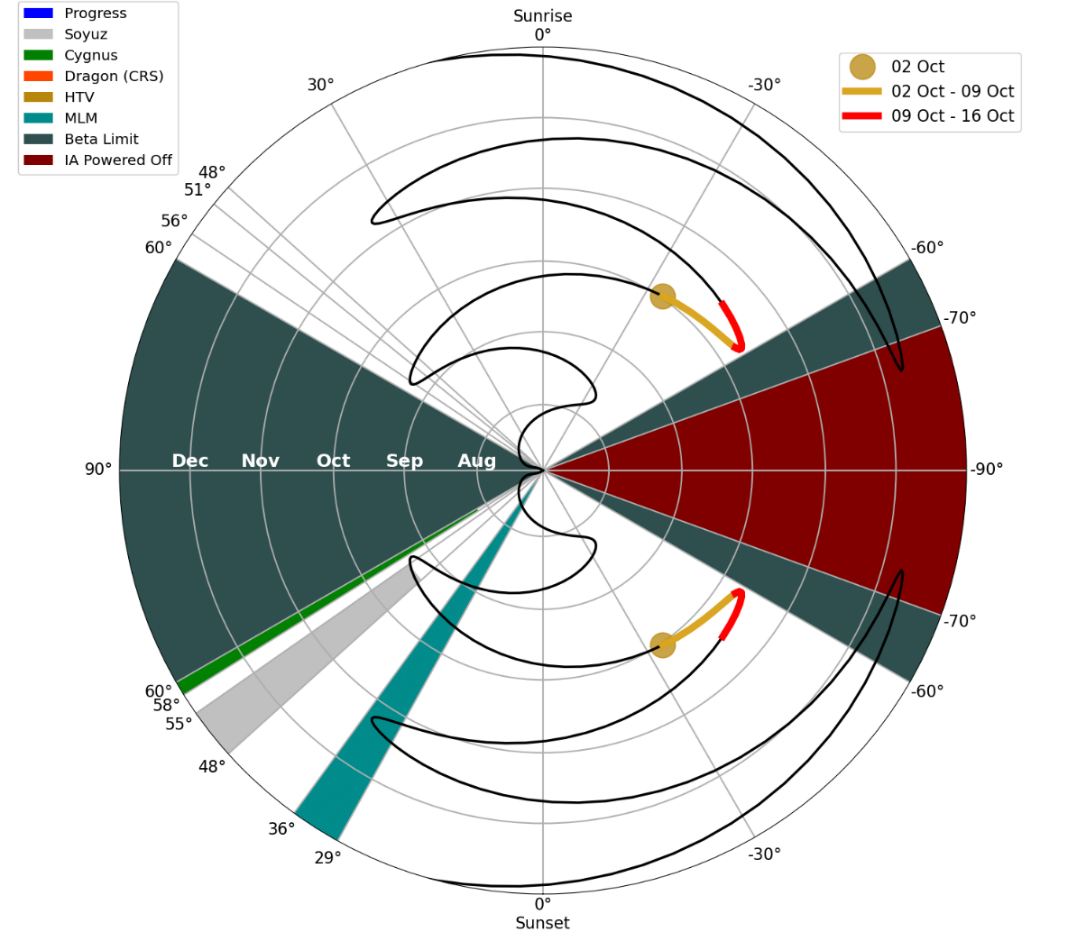 Progress
Soyuz
Cygnus
Dragon (CRS)
HTV
MLM
Beta Limit
IA Powered Off
Sunrise
0°
02 Oct
02 Oct - 09 Oct
09 Oct - 16 Oct
30°
-30°
48°
51°
56°
60°
-60°
-70°
90°
Dec Nov Oct Sep Aug
-90°
60°
58°
55°
48°
36°
29°
-70°
-60°
-30°
0°
Sunset